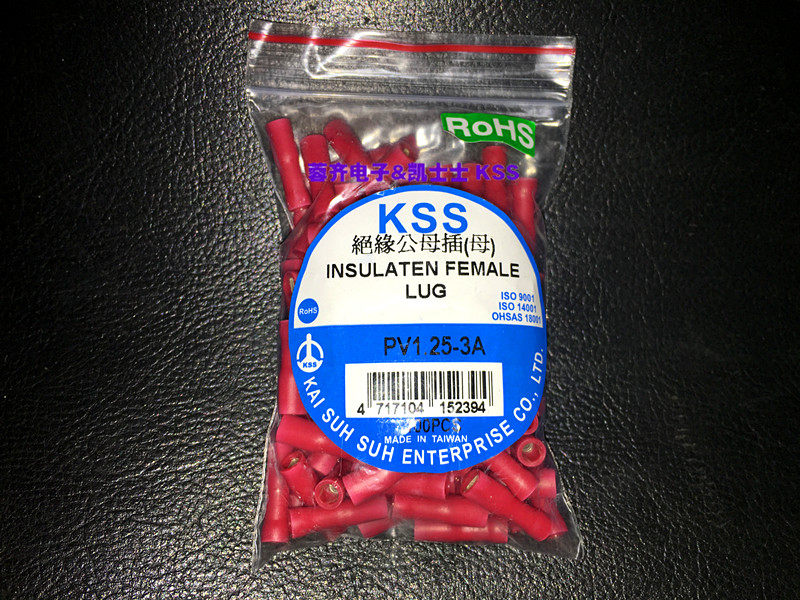 RoHS
蓉齐电子&凯士士 KSS
KSS
絕緣公母插(母)
INSULATEN FEMALE
LUG
ISO 9001
ISO 14001
OHSAS 18001
RoHS
PV1.25-3A
KSS
4 717104 152394
MADE IN TAIWAN
KAI SUH SUH ENTERPRISE CO., LTD.